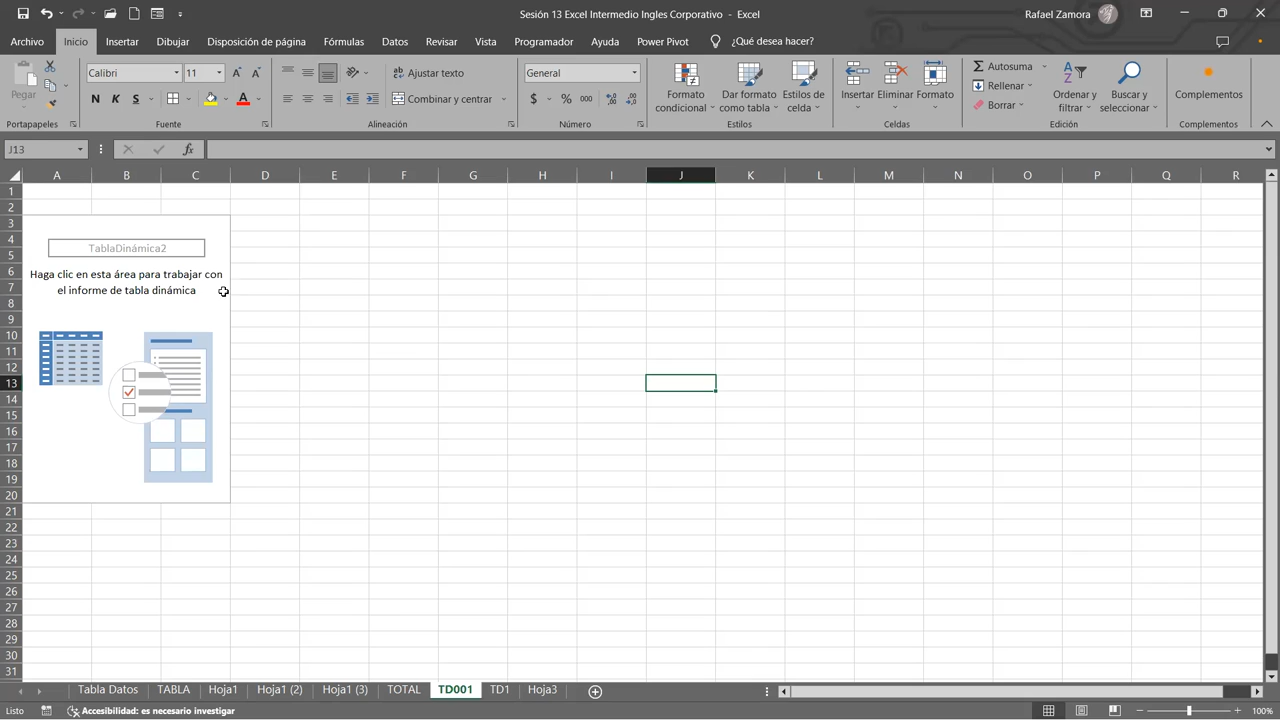 Sesión 13 Excel Intermedio Ingles Corporativo - Excel
Rafael Zamora
Archivo Inicio Insertar Dibujar Disposición de página Fórmulas Datos Revisar Vista Programador Ayuda Power Pivot ¿Qué desea hacer?
Pegar
Portapapeles
Calibri 11
N K S
Fuente
Ajustar texto
Combinar y centrar
Alineación
General
$ % 000
Número
Formato condicional
Dar formato como tabla
Estilos de celda
Estilos
Insertar Eliminar Formato
Celdas
Autosuma
Rellenar
Borrar
Ordenar y filtrar
Buscar y seleccionar
Edición
Complementos
Complementos
J13
fx
A B C D E F G H I J K L M N O P Q R
1
2
3
4
5
6
7
8
9
10
11
12
13
14
15
16
17
18
19
20
21
22
23
24
25
26
27
28
29
30
31
TablaDinámica2
Haga clic en esta área para trabajar con
el informe de tabla dinámica
Tabla Datos TABLA Hoja1 Hoja1 (2) Hoja1 (3) TOTAL TD001 TD1 Hoja3
Listo Accesibilidad: es necesario investigar 100%